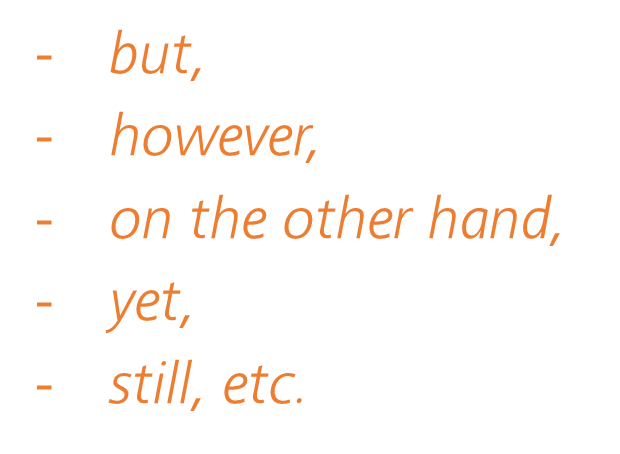 - but,
- however,
- on the other hand,
- yet,
- still, etc.